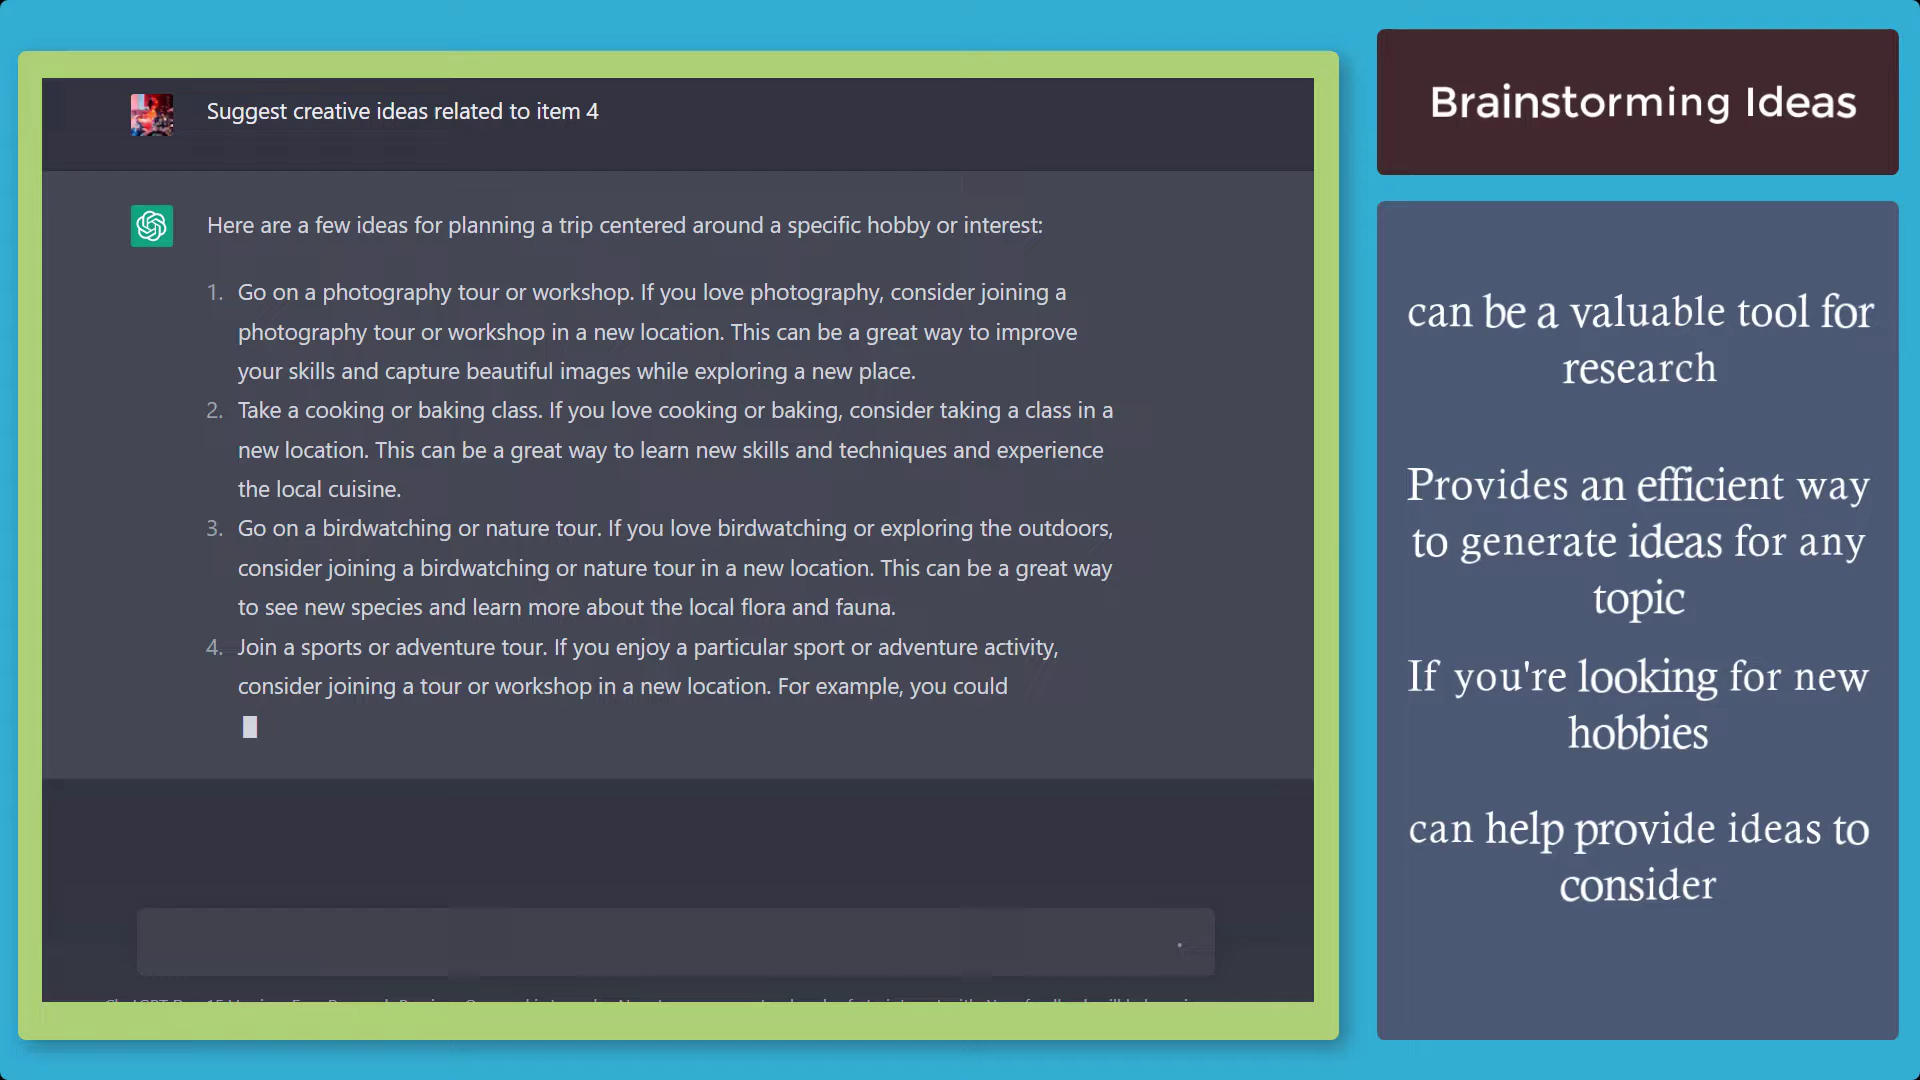 Suggest creative ideas related to item 4
Here are a few ideas for planning a trip centered around a specific hobby or interest:
1. Go on a photography tour or workshop. If you love photography, consider joining a
photography tour or workshop in a new location. This can be a great way to improve
your skills and capture beautiful images while exploring a new place.
2. Take a cooking or baking class. If you love cooking or baking, consider taking a class in a
new location. This can be a great way to learn new skills and techniques and experience
the local cuisine.
3. Go on a birdwatching or nature tour. If you love birdwatching or exploring the outdoors,
consider joining a birdwatching or nature tour in a new location. This can be a great way
to see new species and learn more about the local flora and fauna.
4. Join a sports or adventure tour. If you enjoy a particular sport or adventure activity,
consider joining a tour or workshop in a new location. For example, you could
Brainstorming Ideas
can be a valuable tool for
research
Provides an efficient way
to generate ideas for any
topic
If you're looking for new
hobbies
can help provide ideas to
consider